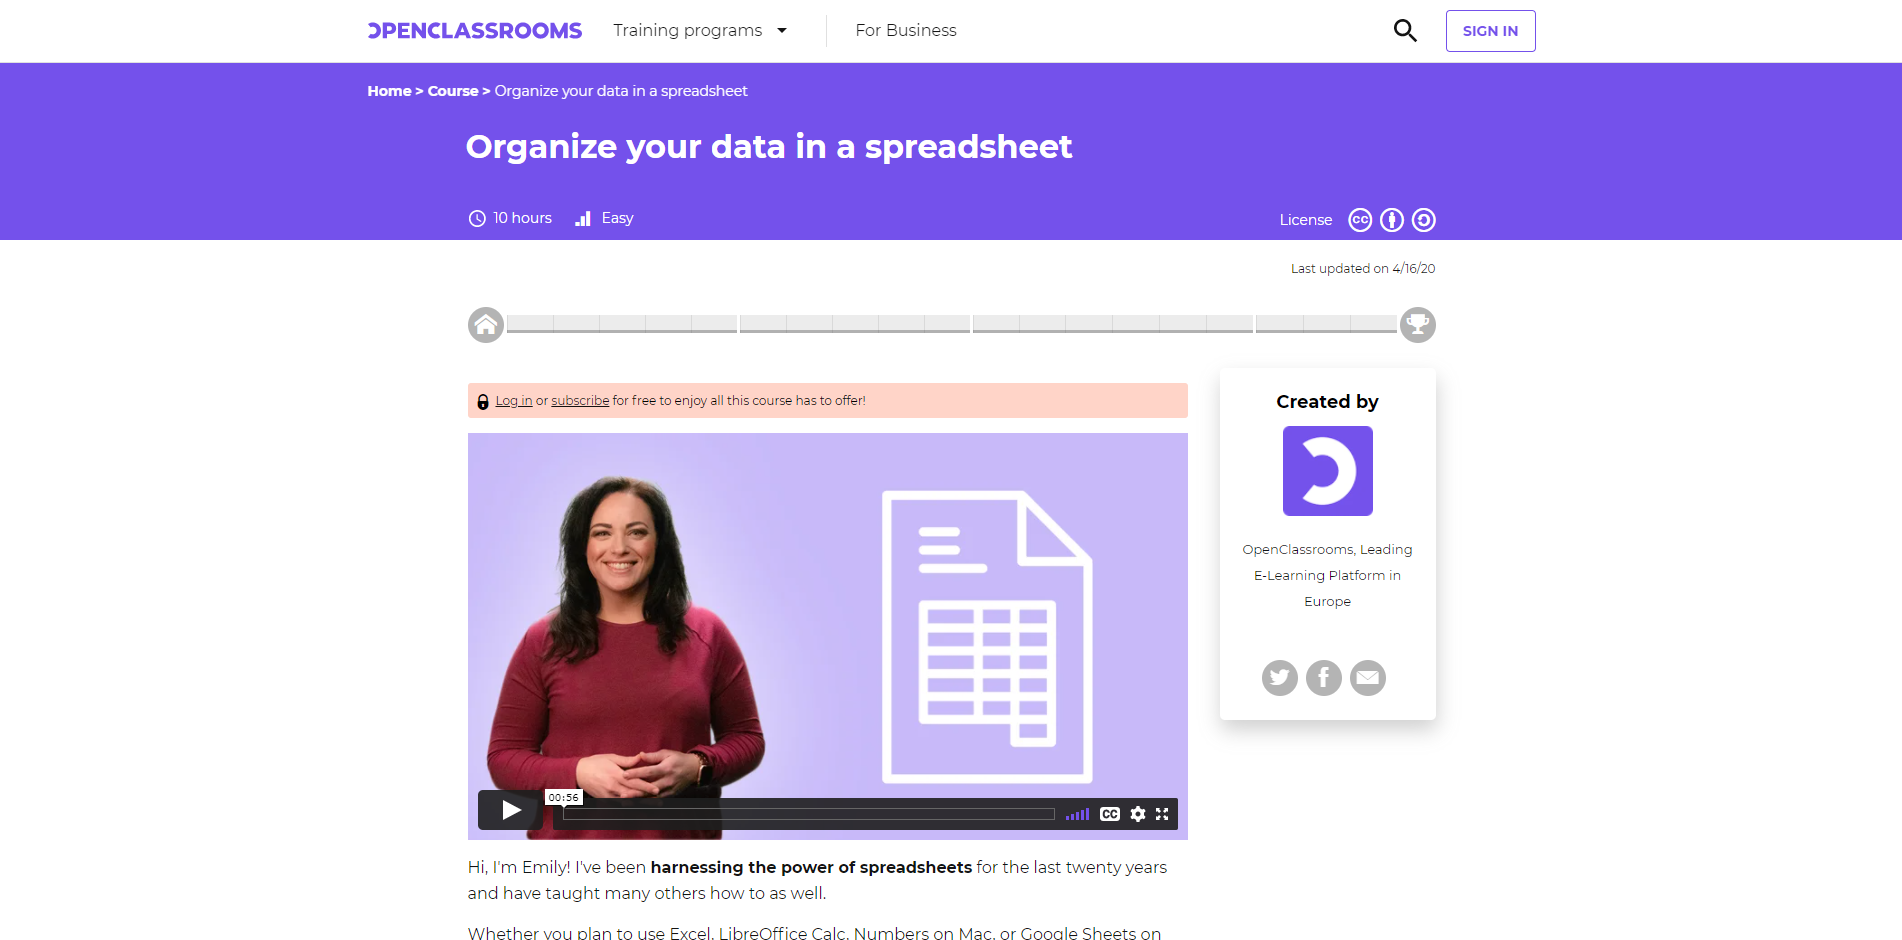 OPENCLASSROOMS Training programs For Business SIGN IN
Home > Course > Organize your data in a spreadsheet
Organize your data in a spreadsheet
10 hours Easy License cc
Last updated on 4/16/20
Log in or subscribe for free to enjoy all this course has to offer!
Created by
OpenClassrooms, Leading
E-Learning Platform in
Europe
00:56
CC
Hi, I'm Emily! I've been harnessing the power of spreadsheets for the last twenty years
and have taught many others how to as well.
Whether you plan to use Excel, LibreOffice Calc, Numbers on Mac, or Google Sheets on